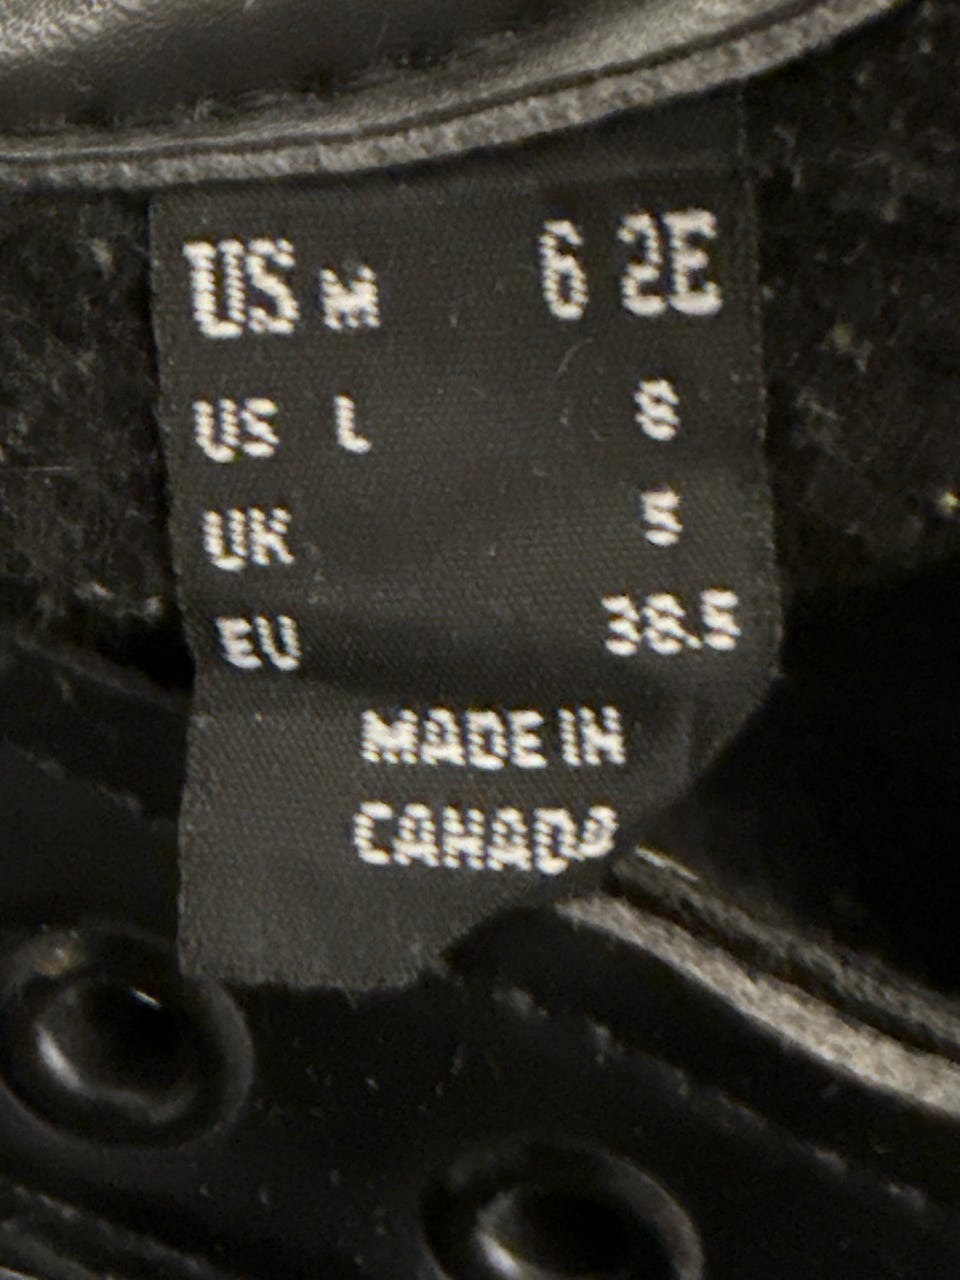 US M 6 2E
US L 8
UK 5
EU 38.5
MADE IN
CANADA